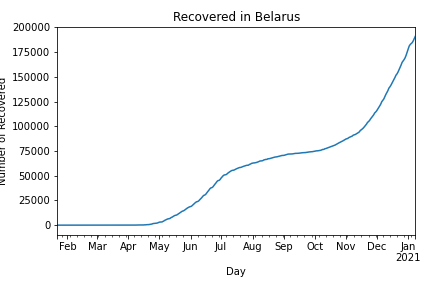 Recovered in Belarus
200000
175000
150000
125000
100000
75000
50000
25000
0
Number of Recovered
Feb Mar Apr May Jun Jul Aug Sep Oct Nov Dec Jan
2021
Day